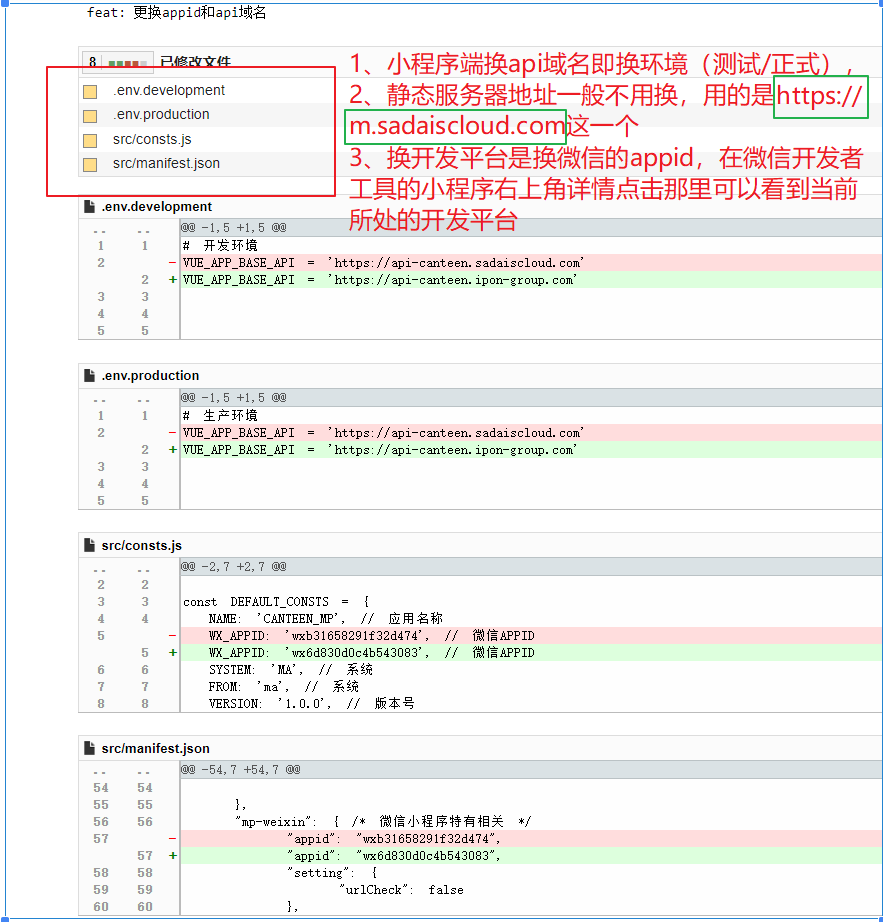 feat: 更换appid和api域名
8 已修改文件
1、小程序端换api域名即换环境（测试/正式），
2、静态服务器地址一般不用换，用的是https://
m.sadaiscloud.com这一个
3、换开发平台是换微信的appid，在微信开发者
工具的小程序右上角详情点击那里可以看到当前
所处的开发平台
.env.development
.env.production
src/consts.js
src/manifest.json
.env.development
.. .. @@ -1,5 +1,5 @@
1 1 # 开发环境
2 - VUE_APP_BASE_API = 'https://api-canteen.sadaiscloud.com'
2 + VUE_APP_BASE_API = 'https://api-canteen.ipon-group.com'
3 3
4 4
5 5
.env.production
.. .. @@ -1,5 +1,5 @@
1 1 # 生产环境
2 - VUE_APP_BASE_API = 'https://api-canteen.sadaiscloud.com'
2 + VUE_APP_BASE_API = 'https://api-canteen.ipon-group.com'
3 3
4 4
5 5
src/consts.js
.. .. @@ -2,7 +2,7 @@
2 2
3 3 const DEFAULT_CONSTS = {
4 4 NAME: 'CANTEEN_MP', // 应用名称
5 - WX_APPID: 'wxb31658291f32d474', // 微信APPID
5 + WX_APPID: 'wx6d830d0c4b543083', // 微信APPID
6 6 SYSTEM: 'MA', // 系统
7 7 FROM: 'ma', // 系统
8 8 VERSION: '1.0.0', // 版本号
src/manifest.json
.. .. @@ -54,7 +54,7 @@
54 54
55 55 },
56 56 "mp-weixin": { /* 微信小程序特有相关 */
57 - "appid": "wxb31658291f32d474",
57 + "appid": "wx6d830d0c4b543083",
58 58 "setting": {
59 59 "urlCheck": false
60 60 },